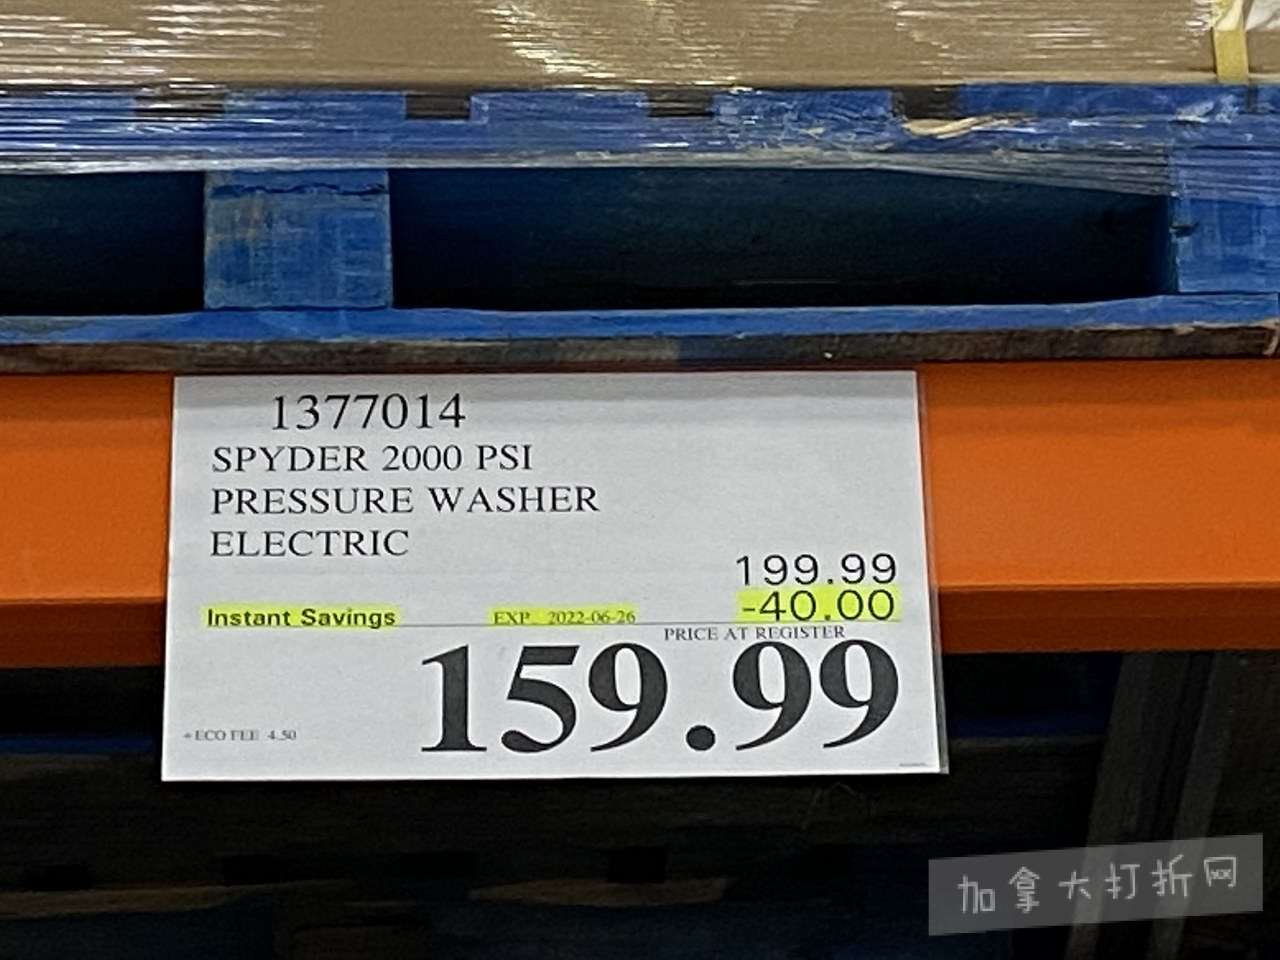 1377014
SPYDER 2000 PSI
PRESSURE WASHER
ELECTRIC
199.99
Instant Savings EXP. 2022-06-26 -40.00
PRICE AT REGISTER
159.99
+ECO FEE 4.50
加拿大打折网